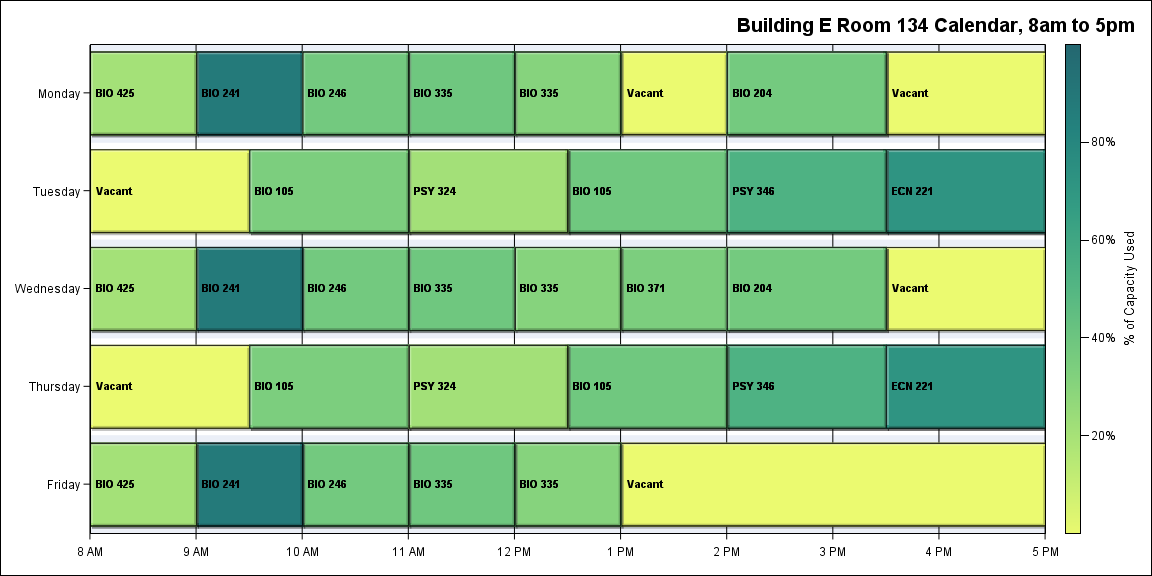 Building E Room 134 Calendar, 8am to 5pm
Monday
BIO 425
BIO 241
BIO 246
BIO 335
BIO 335
Vacant
BIO 204
Vacant
Tuesday
Vacant
BIO 105
PSY 324
BIO 105
PSY 346
ECN 221
Wednesday
BIO 425
BIO 241
BIO 246
BIO 335
BIO 335
BIO 371
BIO 204
Vacant
Thursday
Vacant
BIO 105
PSY 324
BIO 105
PSY 346
ECN 221
Friday
BIO 425
BIO 241
BIO 246
BIO 335
BIO 335
Vacant
8 AM
9 AM
10 AM
11 AM
12 PM
1 PM
2 PM
3 PM
4 PM
5 PM
80%
60%
40%
20%
% of Capacity Used